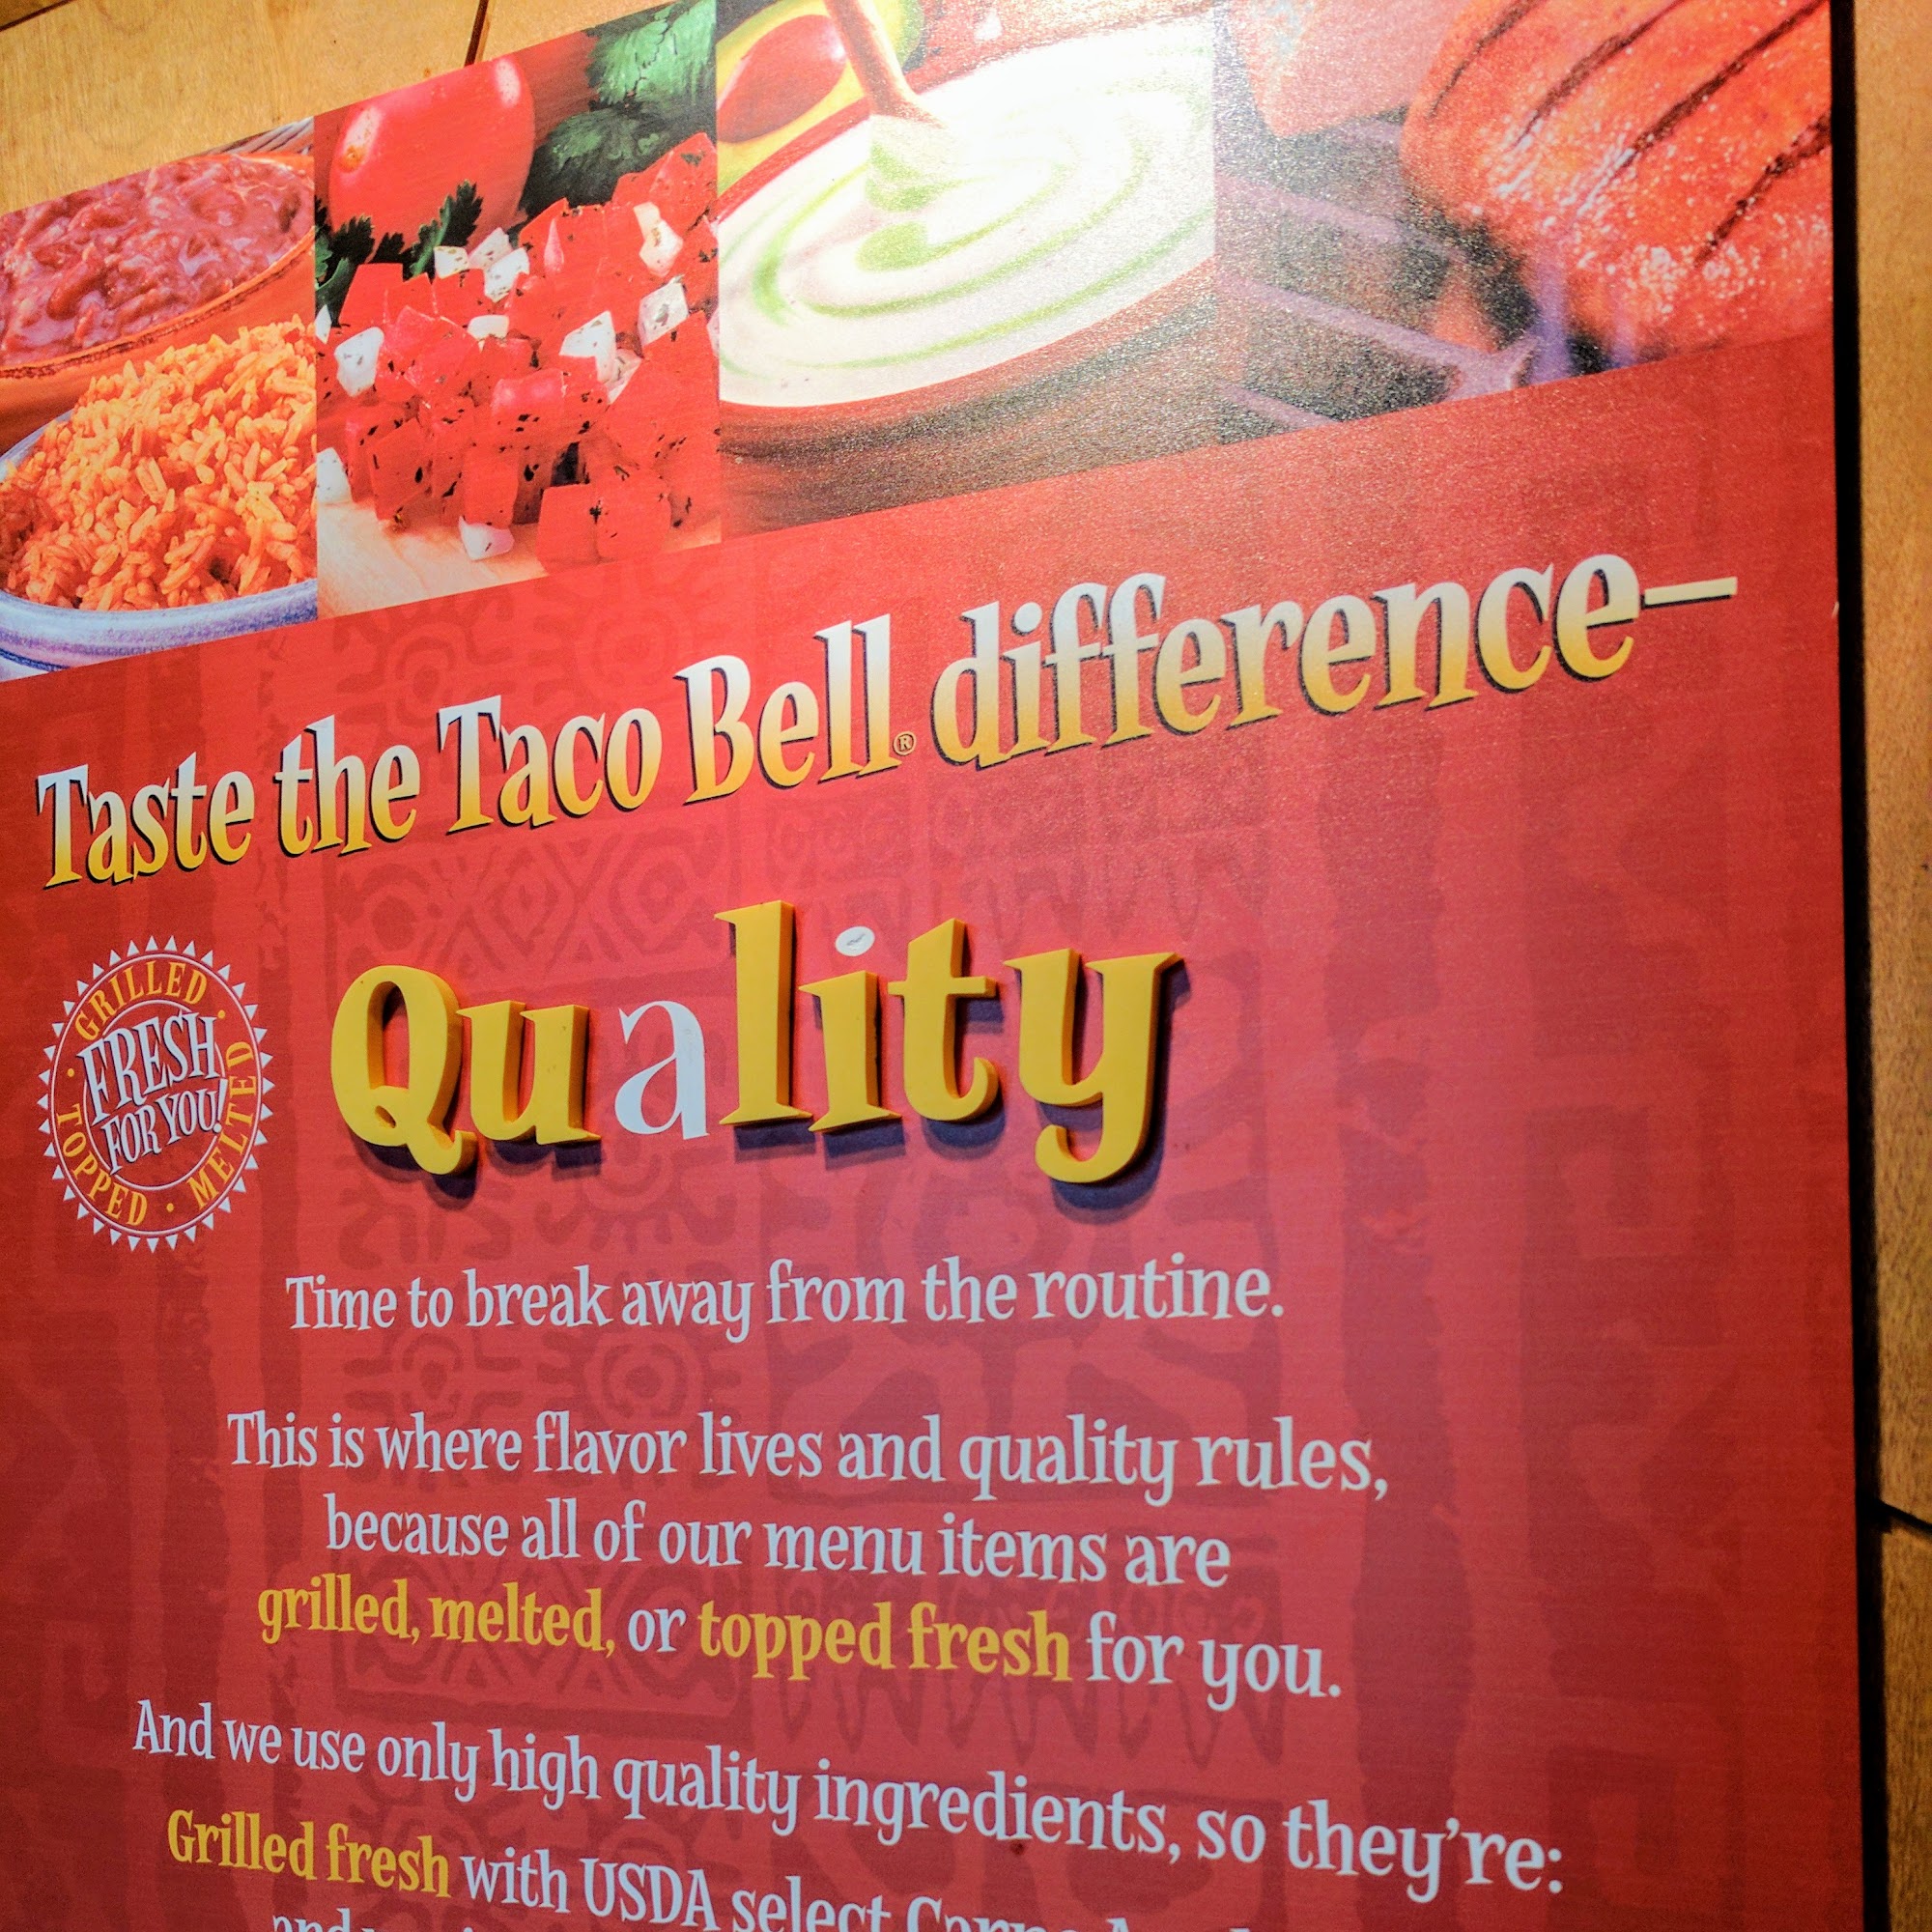 Taste the Taco Bell® difference–
Quality
GRILLED · MELTED · TOPPED ·
FRESH
FOR YOU!
Time to break away from the routine.
This is where flavor lives and quality rules,
because all of our menu items are
grilled, melted, or topped fresh for you.
And we use only high quality ingredients, so they're:
Grilled fresh with USDA select
and